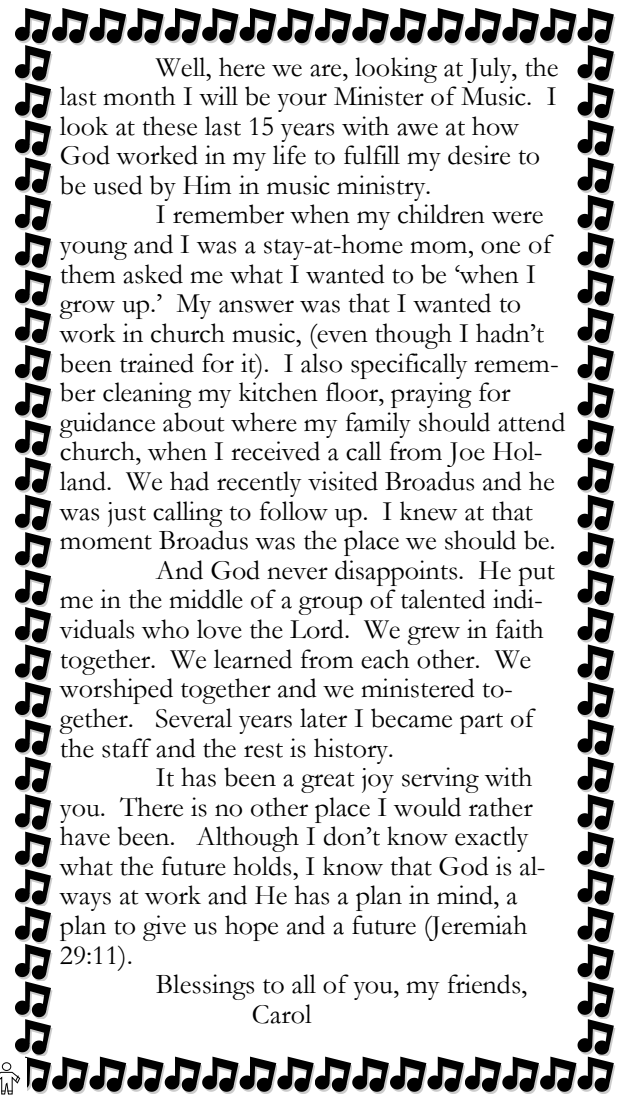 Well, here we are, looking at July, the
last month I will be your Minister of Music.  I
look at these last 15 years with awe at how
God worked in my life to fulfill my desire to
be used by Him in music ministry.
I remember when my children were
young and I was a stay-at-home mom, one of
them asked me what I wanted to be ‘when I
grow up.’  My answer was that I wanted to
work in church music, (even though I hadn’t
been trained for it).  I also specifically remem-
ber cleaning my kitchen floor, praying for
guidance about where my family should attend
church, when I received a call from Joe Hol-
land.  We had recently visited Broadus and he
was just calling to follow up.  I knew at that
moment Broadus was the place we should be.
And God never disappoints.  He put
me in the middle of a group of talented indi-
viduals who love the Lord.  We grew in faith
together.  We learned from each other.  We
worshiped together and we ministered to-
gether.   Several years later I became part of
the staff and the rest is history.
It has been a great joy serving with
you.  There is no other place I would rather
have been.   Although I don’t know exactly
what the future holds, I know that God is al-
ways at work and He has a plan in mind, a
plan to give us hope and a future (Jeremiah
29:11).
Blessings to all of you, my friends,
Carol